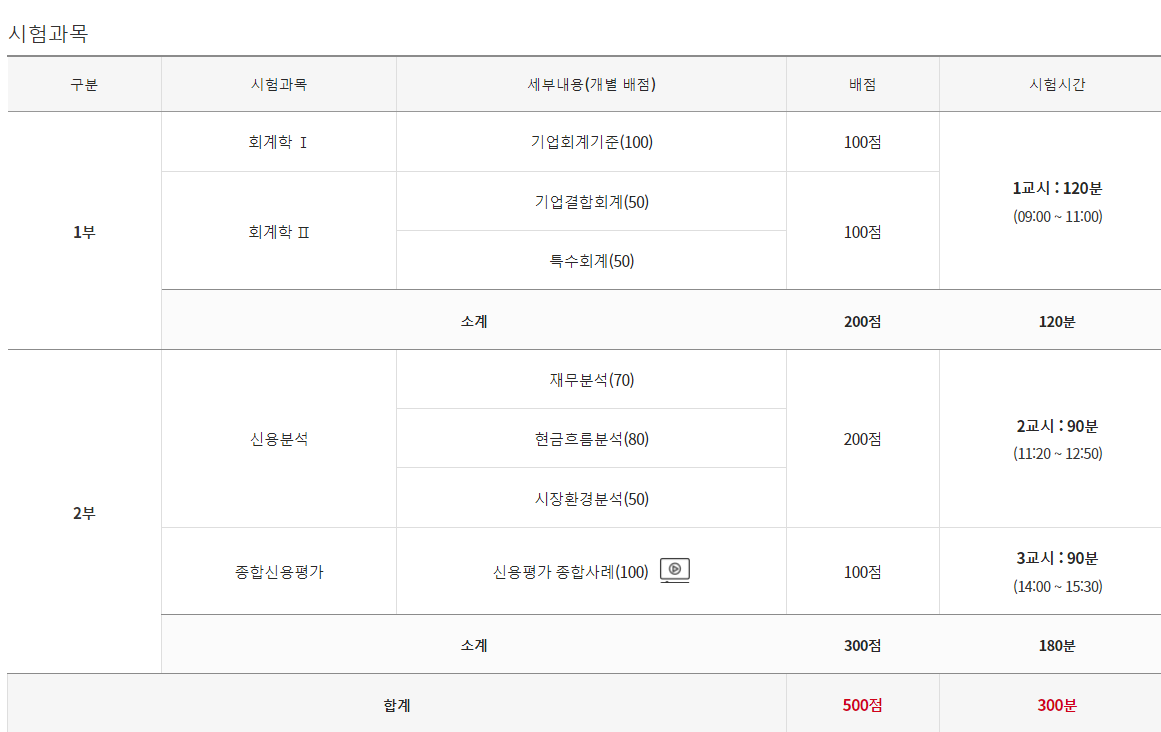 시험과목
구분 시험과목 세부내용(개별 배점) 배점 시험시간
1부
회계학 Ⅰ 기업회계기준(100) 100점
회계학 Ⅱ 기업결합회계(50) 100점
특수회계(50)
1교시 : 120분
(09:00 ~ 11:00)
소계 200점 120분
2부
신용분석 재무분석(70) 200점
현금흐름분석(80)
시장환경분석(50)
2교시 : 90분
(11:20 ~ 12:50)
종합신용평가 신용평가 종합사례(100) 100점
3교시 : 90분
(14:00 ~ 15:30)
소계 300점 180분
합계 500점 300분